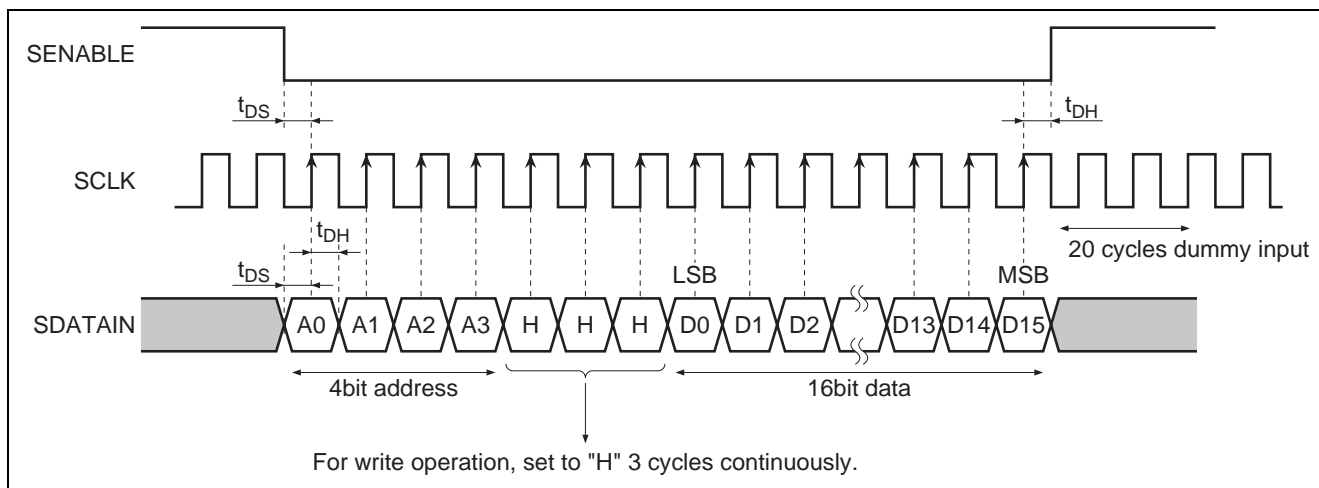 SENABLE
tDS
tDH
SCLK
tDH
20 cycles dummy input
tDS
LSB
MSB
SDATAIN
A0 A1 A2 A3 H H H D0 D1 D2 D13 D14 D15
4bit address
16bit data
For write operation, set to "H" 3 cycles continuously.